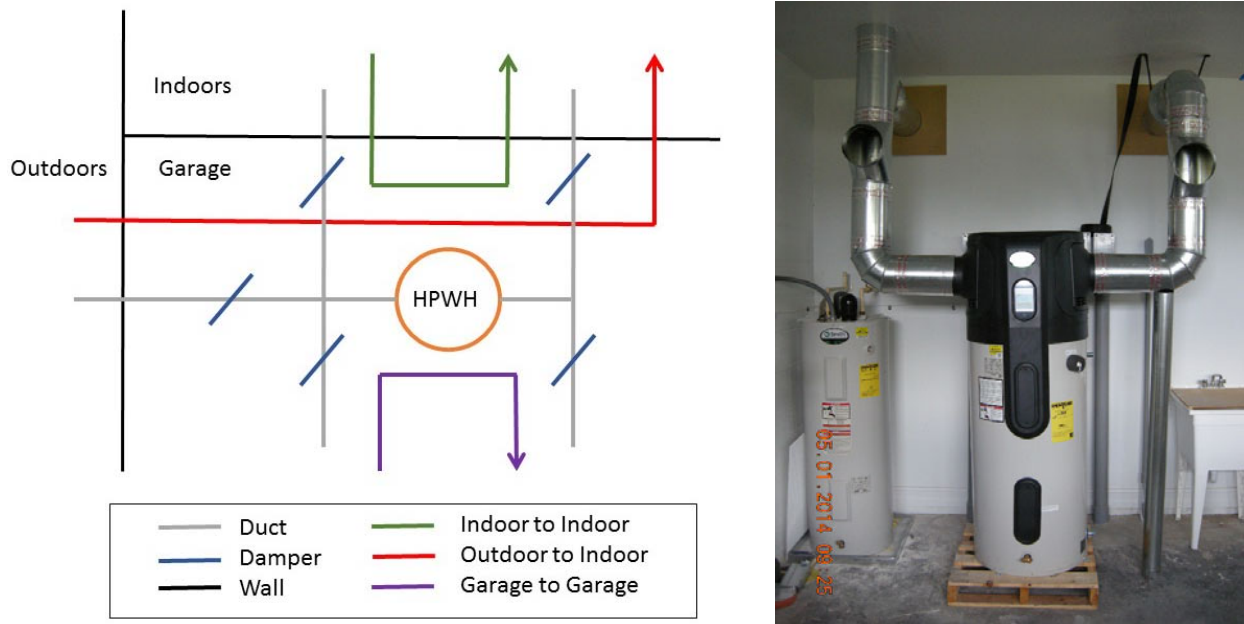 Indoors
Outdoors
Garage
HPWH
Duct
Indoor to Indoor
Damper
Outdoor to Indoor
Wall
Garage to Garage
05.01.2014 09:25